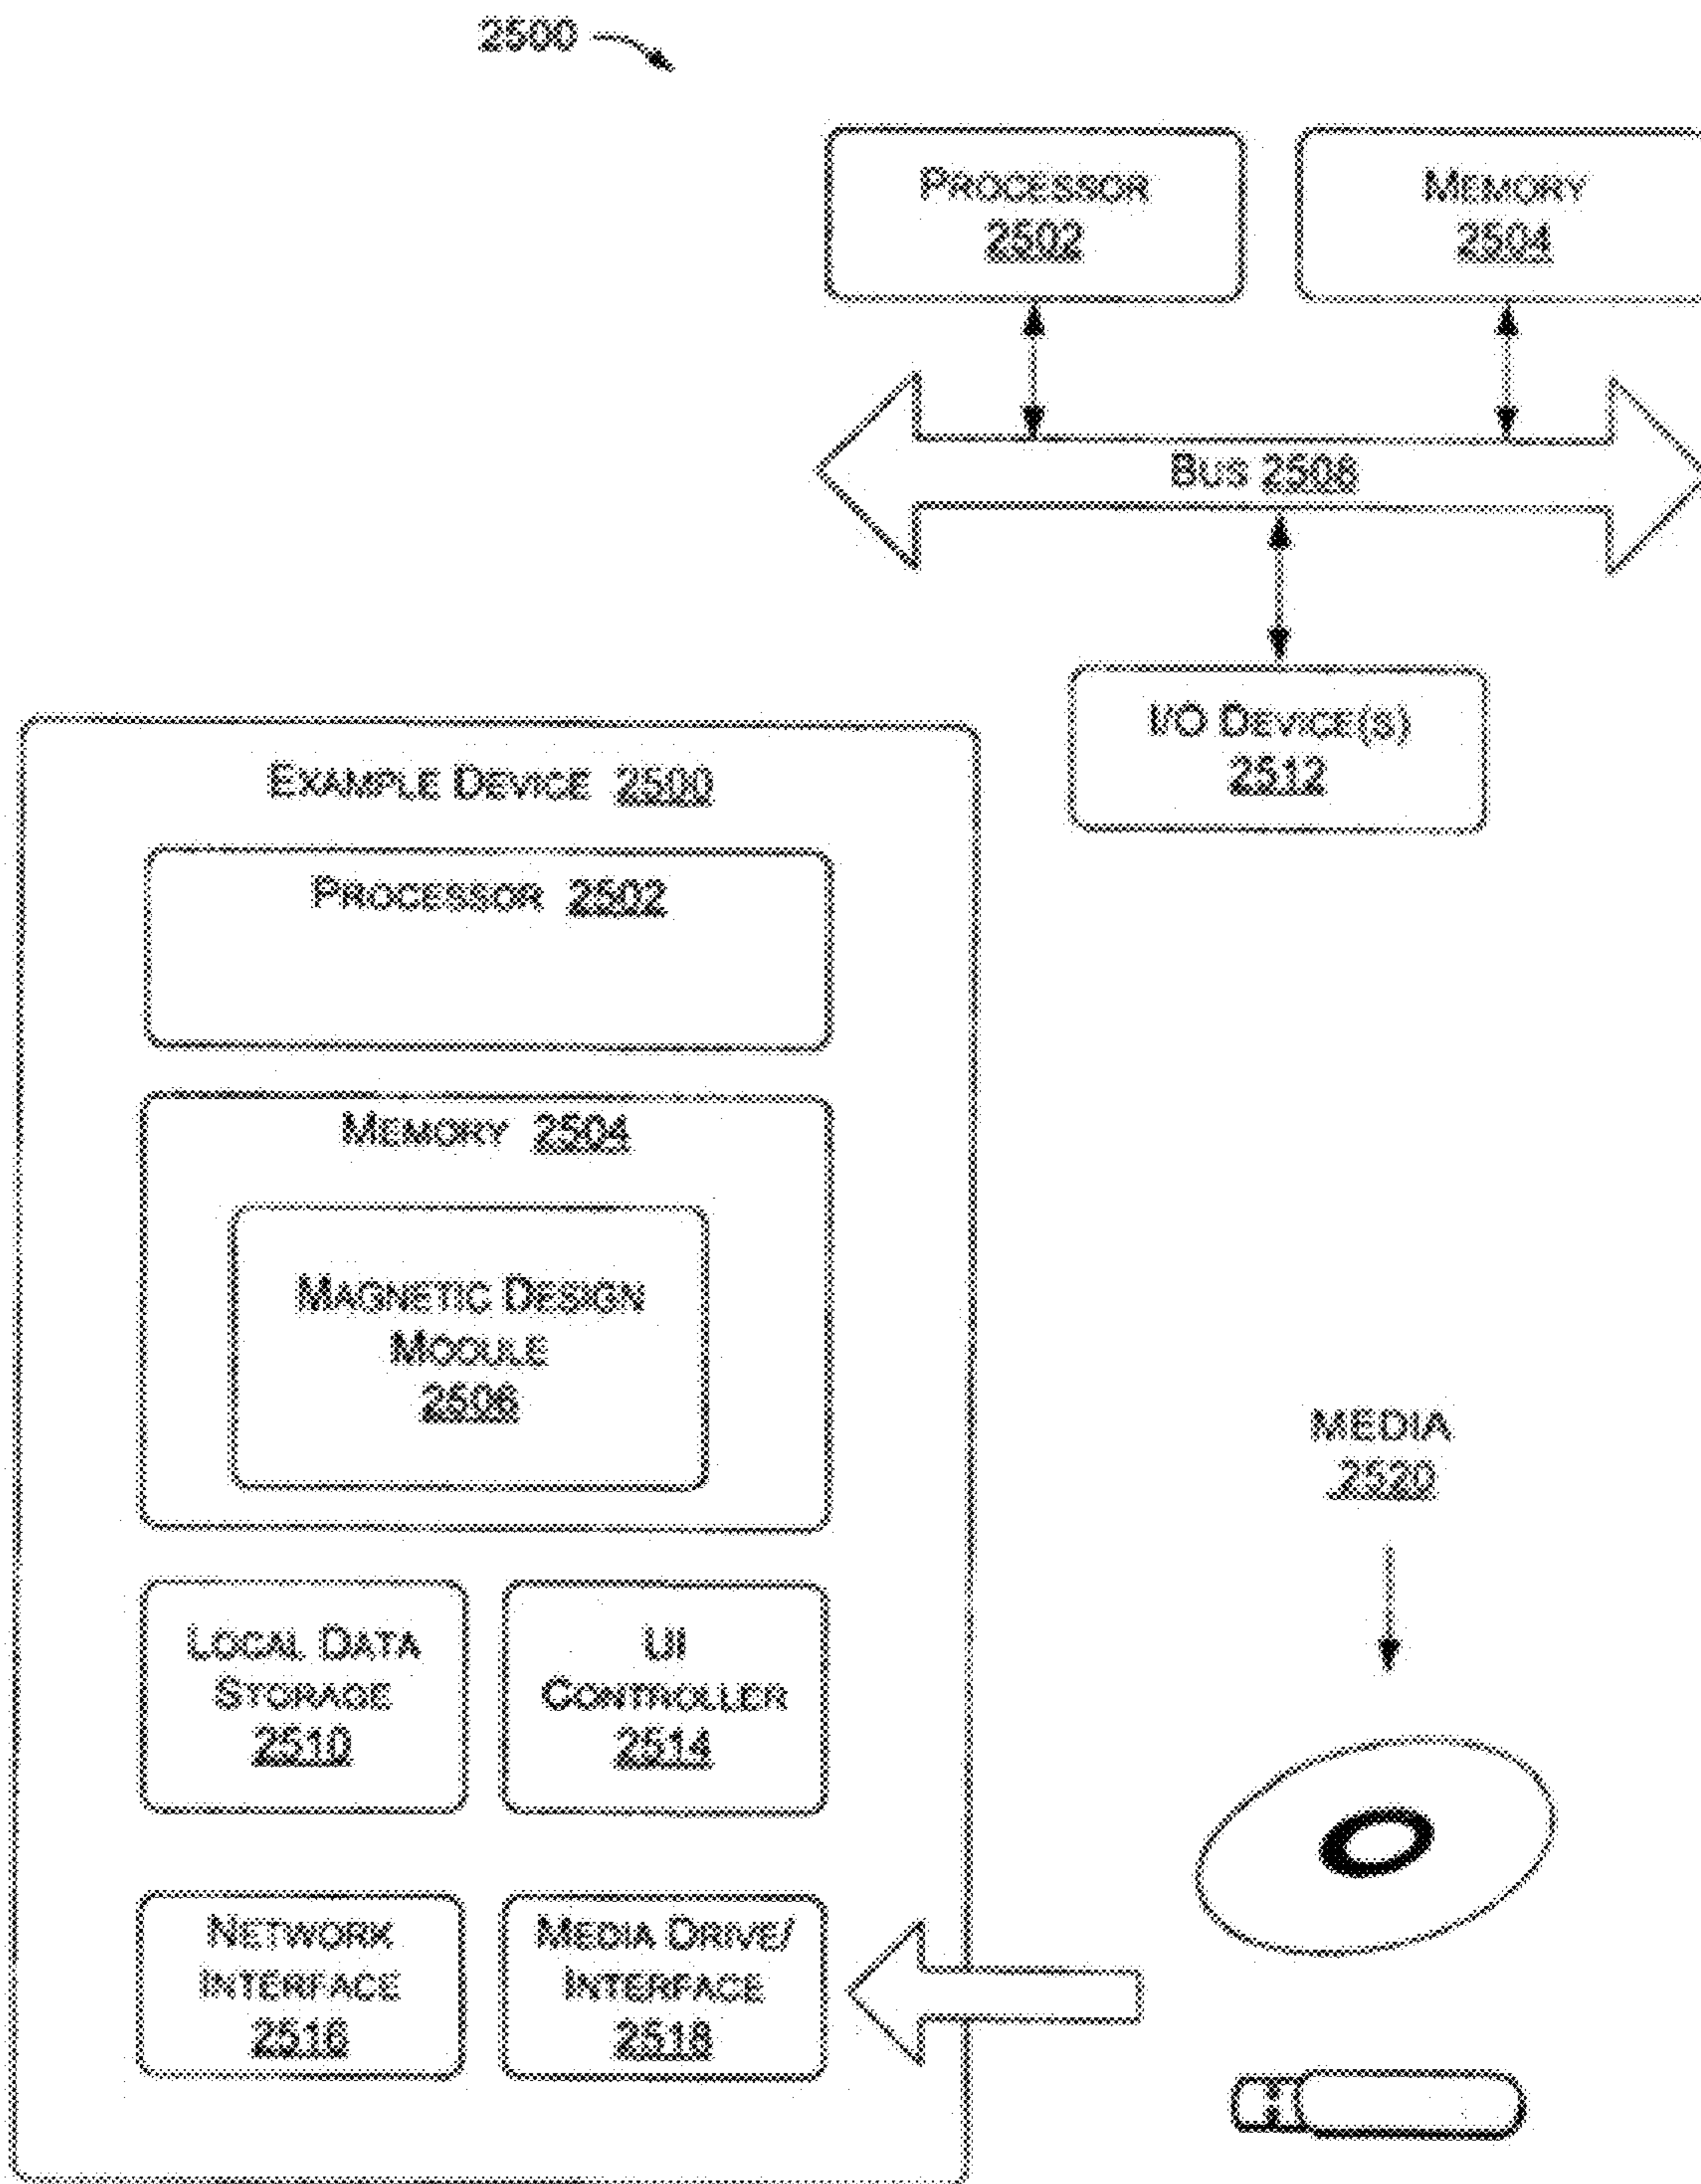 2500
PROCESSOR
2502
MEMORY
2504
BUS 2508
I/O DEVICE(S)
2512
EXAMPLE DEVICE 2500
PROCESSOR 2502
MEMORY 2504
MAGNETIC DESIGN
MODULE
2506
MEDIA
2520
LOCAL DATA
STORAGE
2510
UI
CONTROLLER
2514
NETWORK
INTERFACE
2516
MEDIA DRIVE/
INTERFACE
2518